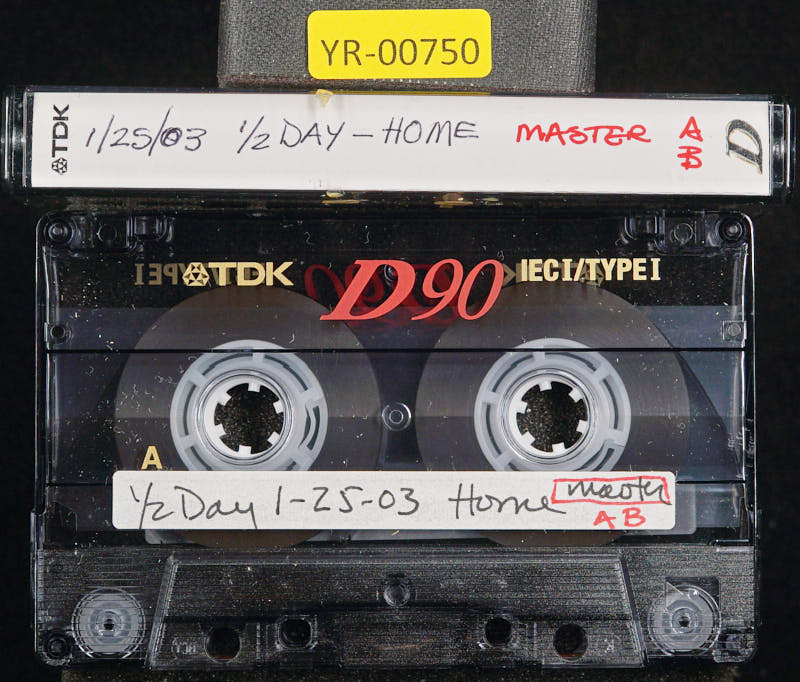 YR-00750
TDK 1/25/03 1/2 DAY - HOME MASTER A B D
TDK D90 IECI/TYPE I
A
1/2 Day 1-25-03 Home Master
A B